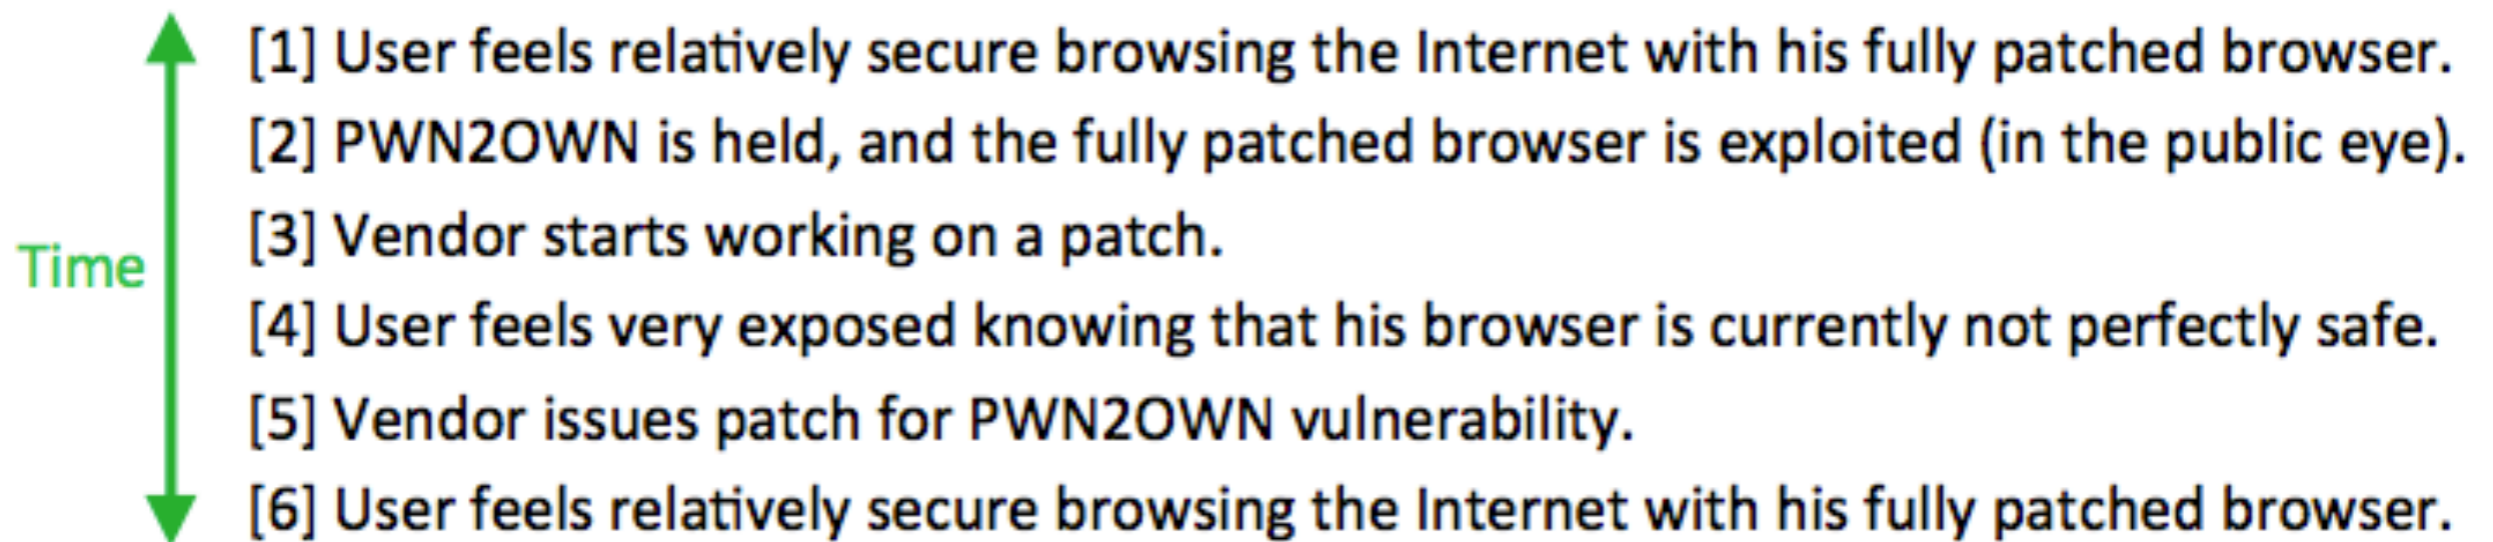 [1] User feels relatively secure browsing the Internet with his fully patched browser.
[2] PWN2OWN is held, and the fully patched browser is exploited (in the public eye).
[3] Vendor starts working on a patch.
Time
[4] User feels very exposed knowing that his browser is currently not perfectly safe.
[5] Vendor issues patch for PWN2OWN vulnerability.
[6] User feels relatively secure browsing the Internet with his fully patched browser.